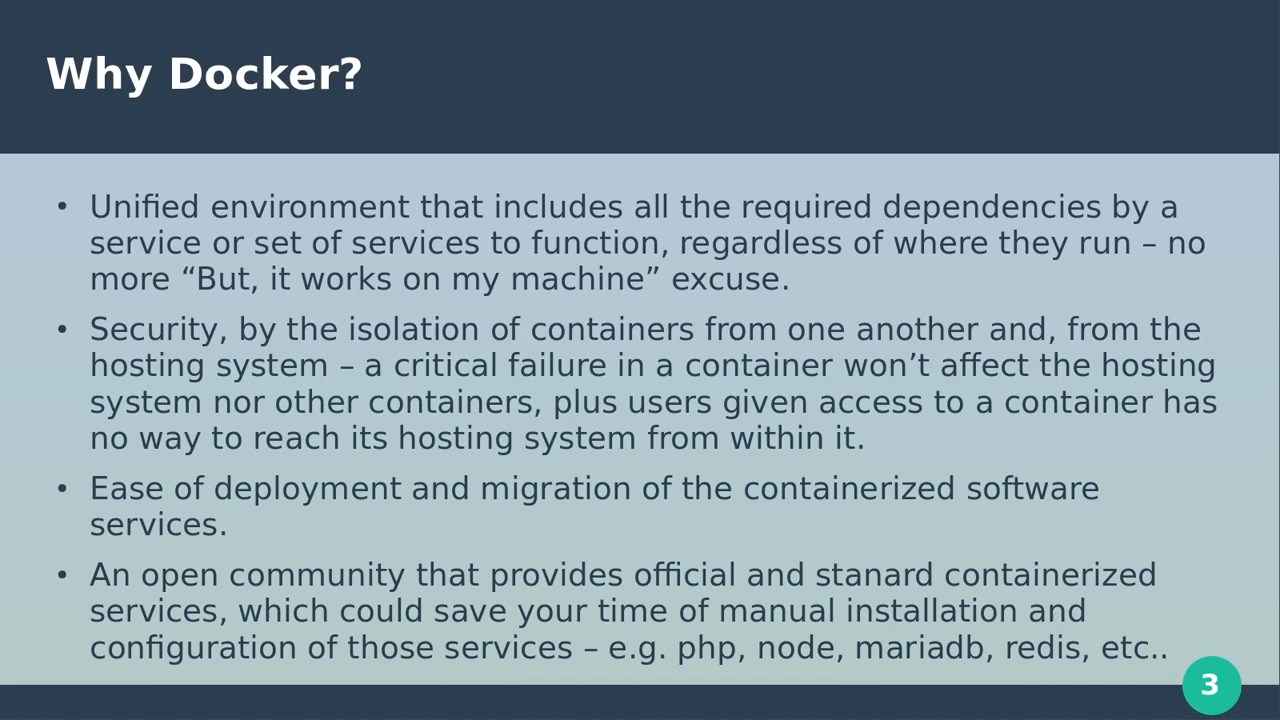 Why Docker?
• Unified environment that includes all the required dependencies by a
service or set of services to function, regardless of where they run – no
more “But, it works on my machine” excuse.
• Security, by the isolation of containers from one another and, from the
hosting system – a critical failure in a container won’t affect the hosting
system nor other containers, plus users given access to a container has
no way to reach its hosting system from within it.
• Ease of deployment and migration of the containerized software
services.
• An open community that provides official and stanard containerized
services, which could save your time of manual installation and
configuration of those services – e.g. php, node, mariadb, redis, etc..
3